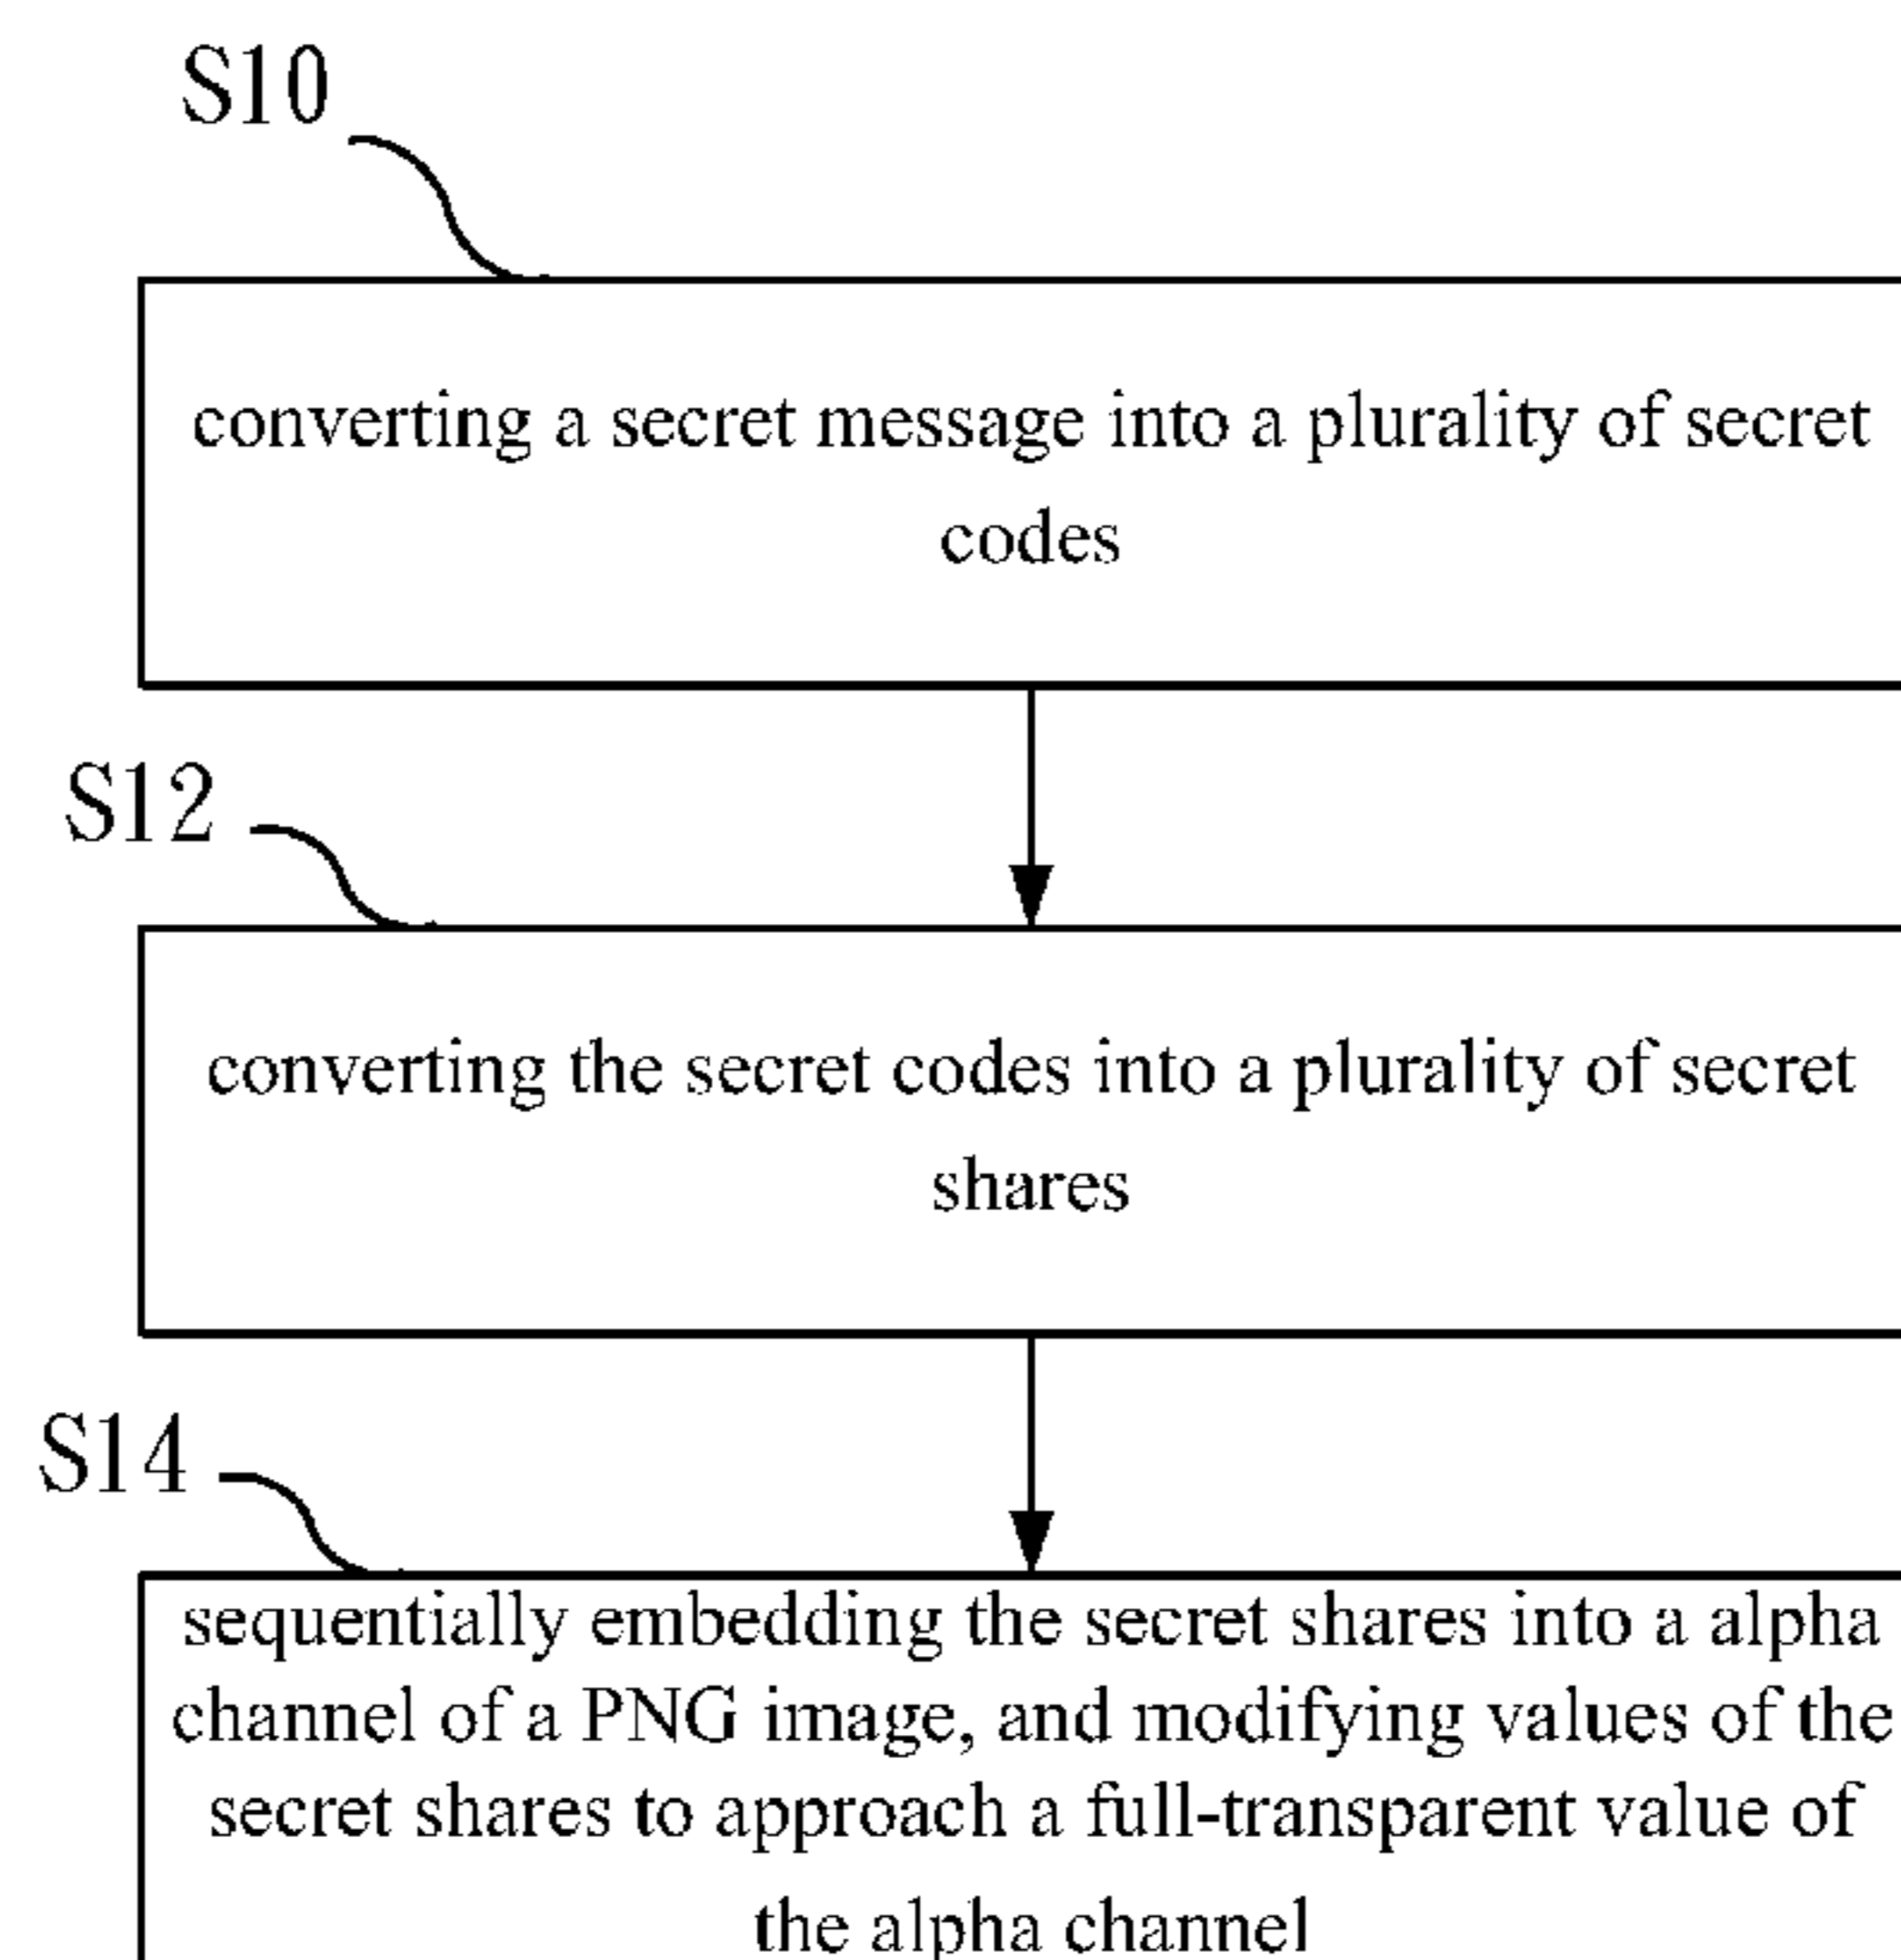 S10
converting a secret message into a plurality of secret
codes
S12
converting the secret codes into a plurality of secret
shares
S14
sequentially embedding the secret shares into a alpha
channel of a PNG image, and modifying values of the
secret shares to approach a full-transparent value of
the alpha channel